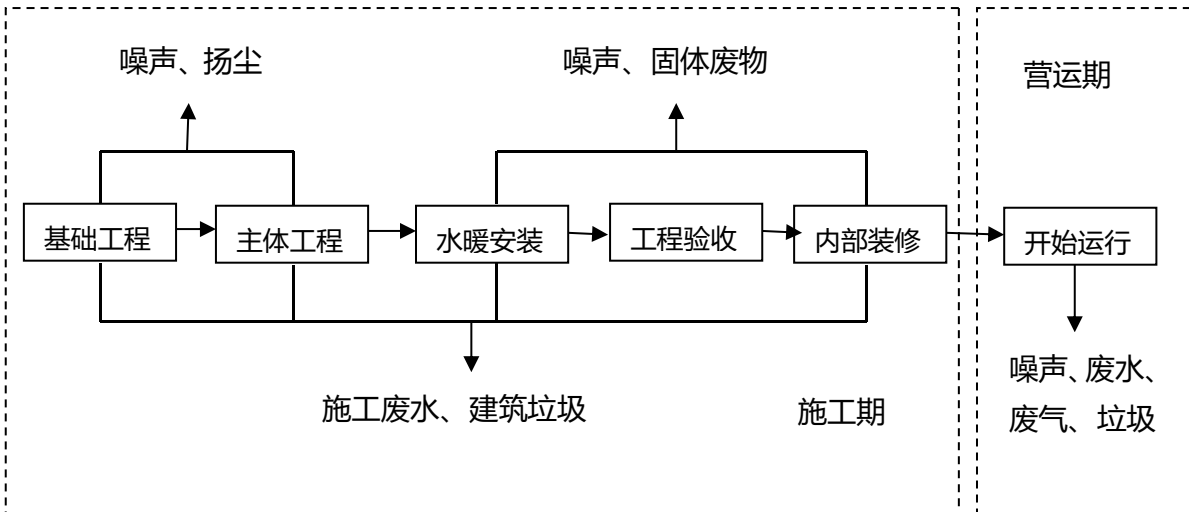 噪声、扬尘
噪声、固体废物
营运期
基础工程
主体工程
水暖安装
工程验收
内部装修
开始运行
施工废水、建筑垃圾
施工期
噪声、废水、
废气、垃圾